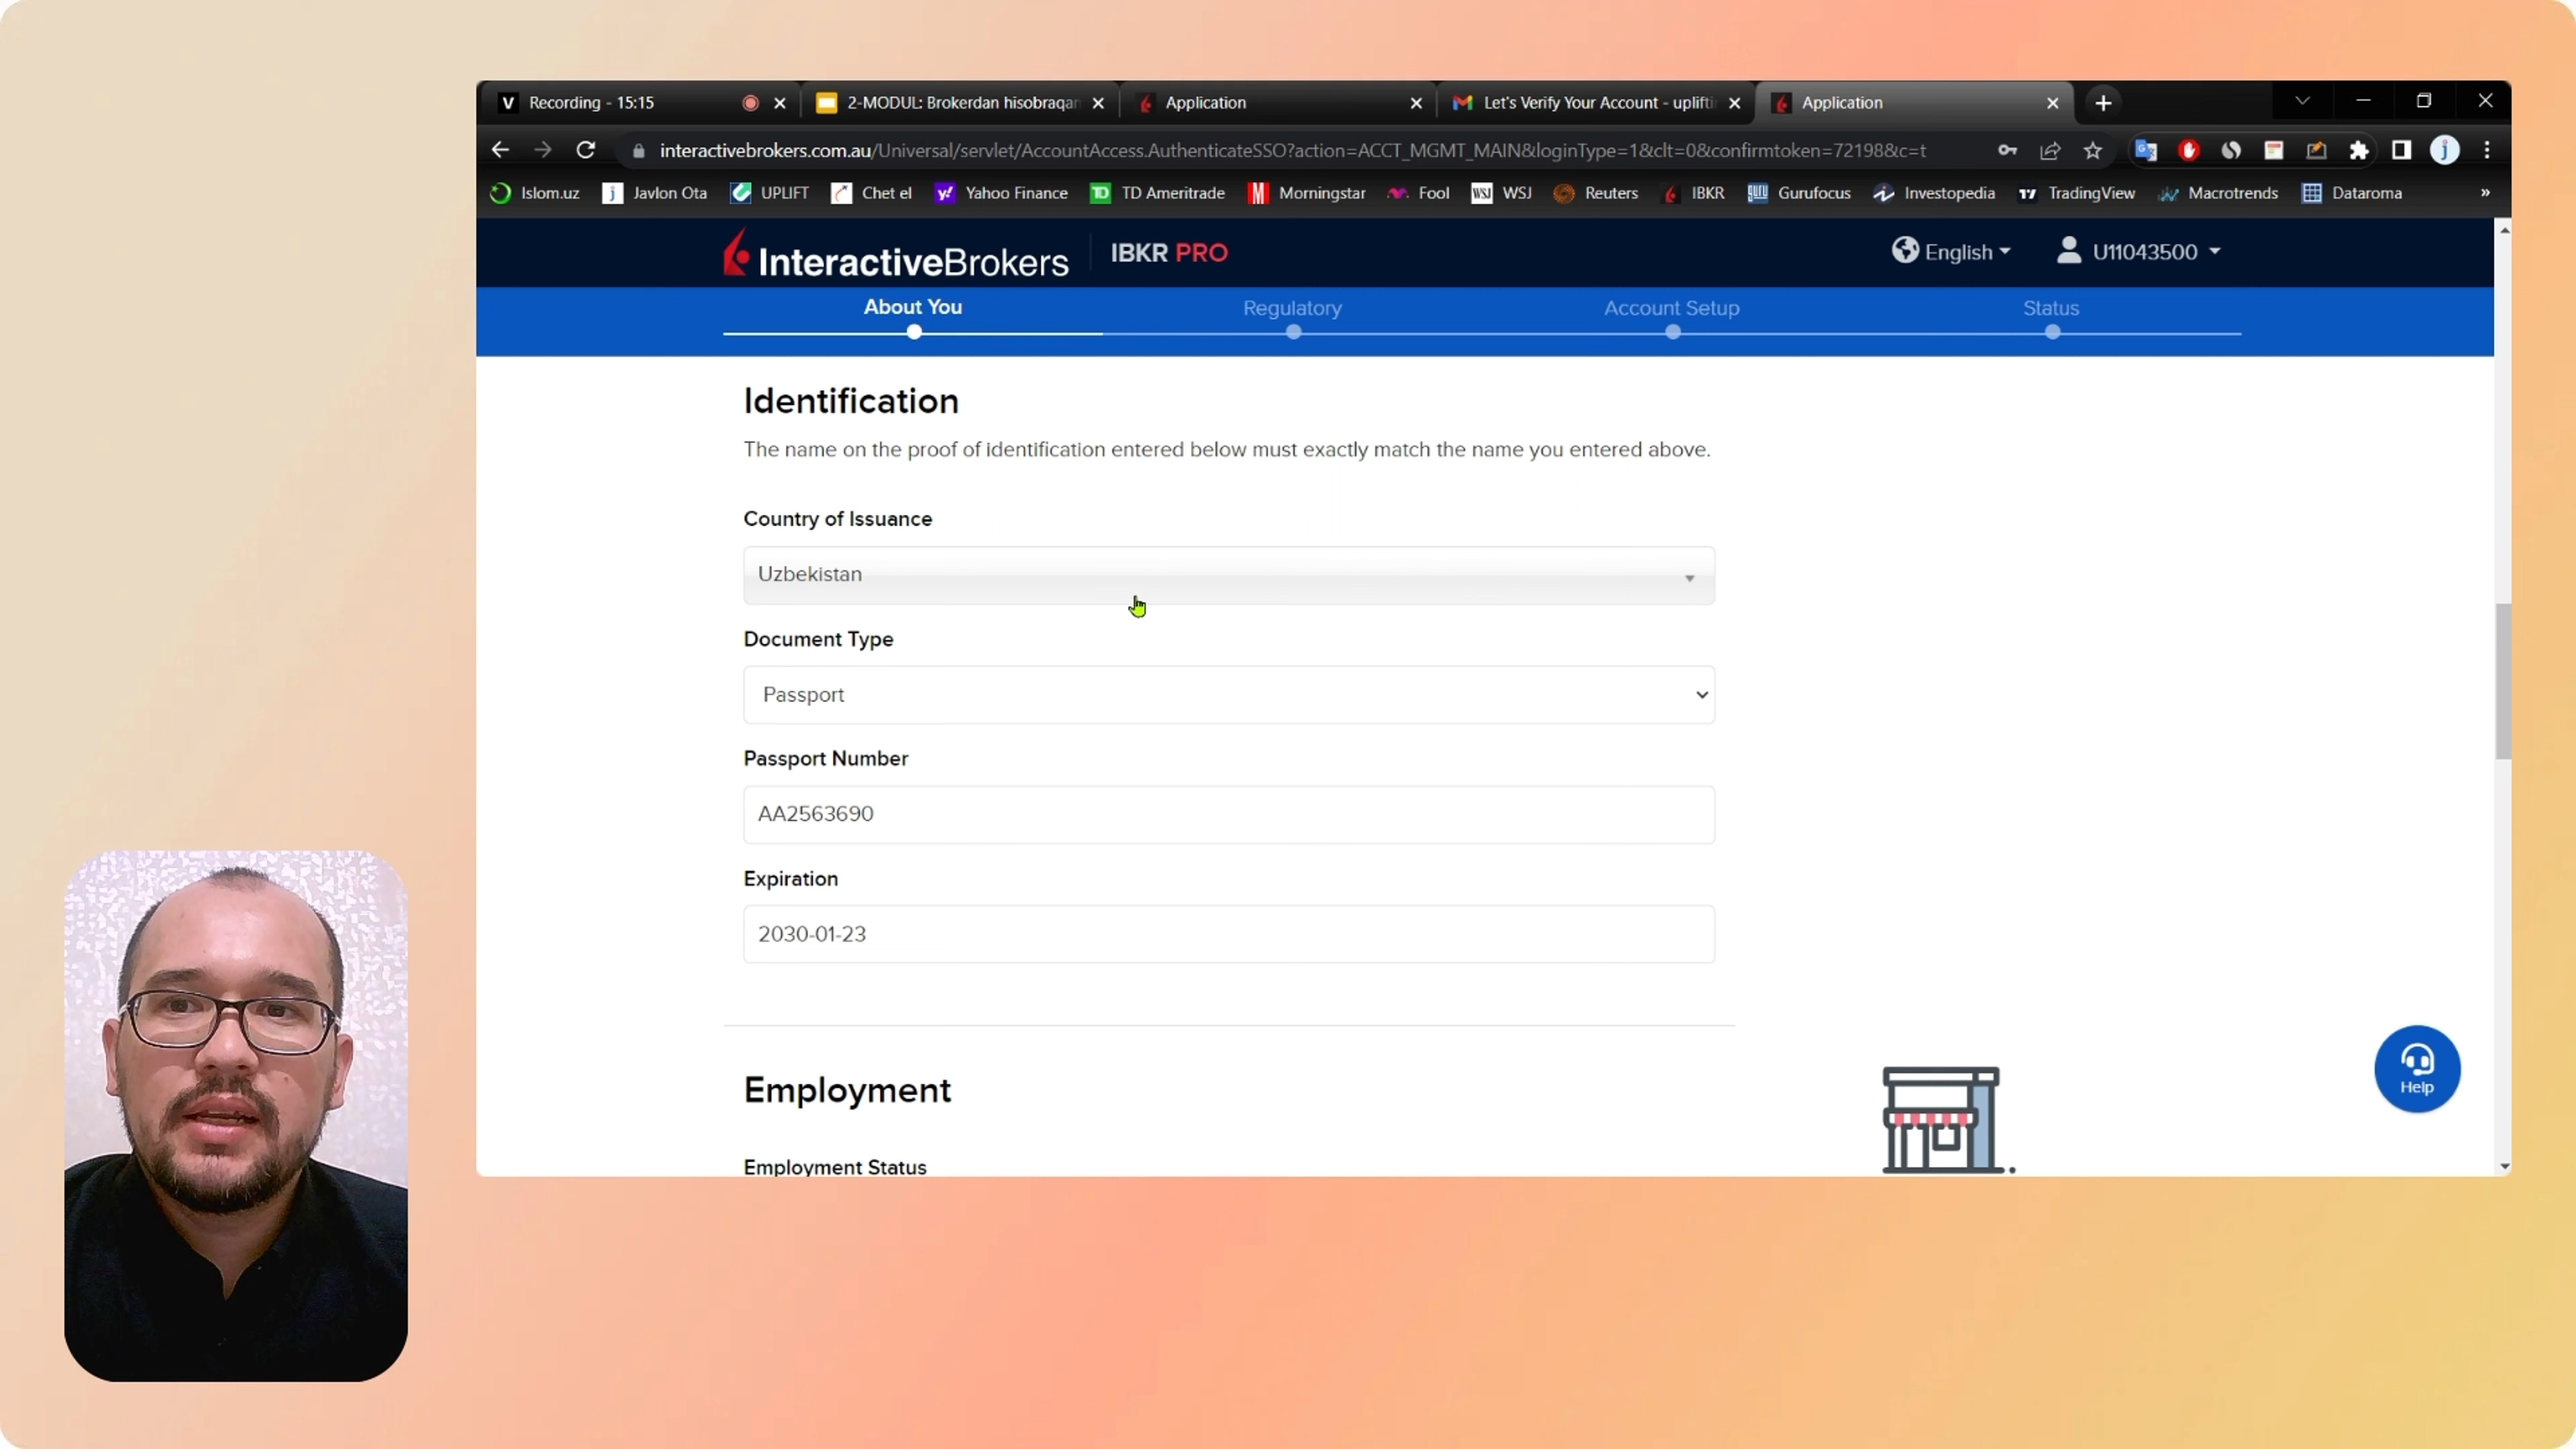 Recording - 15:15
2-MODUL: Brokerdan hisobraqan
Application
Let's Verify Your Account - uplifti
Application
interactivebrokers.com.au/Universal/servlet/AccountAccess.AuthenticateSSO?action=ACCT_MGMT_MAIN&loginType=1&clt=0&confirmtoken=72198&c=t
Islom.uz
Javlon Ota
UPLIFT
Chet el
Yahoo Finance
TD Ameritrade
Morningstar
Fool
WSJ
Reuters
IBKR
Gurufocus
Investopedia
TradingView
Macrotrends
Dataroma
»
InteractiveBrokers
IBKR PRO
English
U11043500
About You
Regulatory
Account Setup
Status
Identification
The name on the proof of identification entered below must exactly match the name you entered above.
Country of Issuance
Uzbekistan
Document Type
Passport
Passport Number
AA2563690
Expiration
2030-01-23
Employment
Employment Status
Help